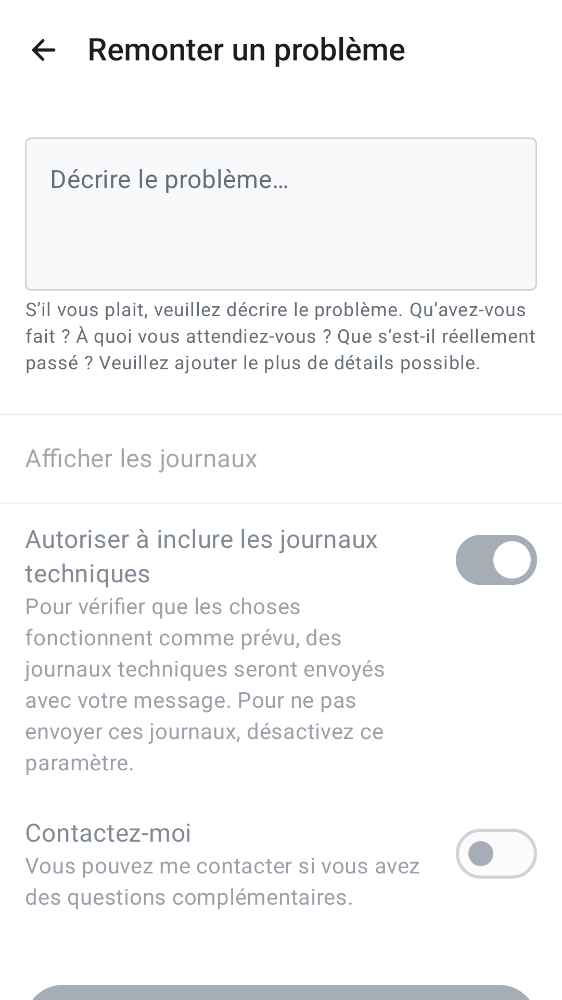 Remonter un problème
Décrire le problème…
S’il vous plait, veuillez décrire le problème. Qu’avez-vous
fait ? À quoi vous attendiez-vous ? Que s’est-il réellement
passé ? Veuillez ajouter le plus de détails possible.
Afficher les journaux
Autoriser à inclure les journaux
techniques
Pour vérifier que les choses
fonctionnent comme prévu, des
journaux techniques seront envoyés
avec votre message. Pour ne pas
envoyer ces journaux, désactivez ce
paramètre.
Contactez-moi
Vous pouvez me contacter si vous avez
des questions complémentaires.